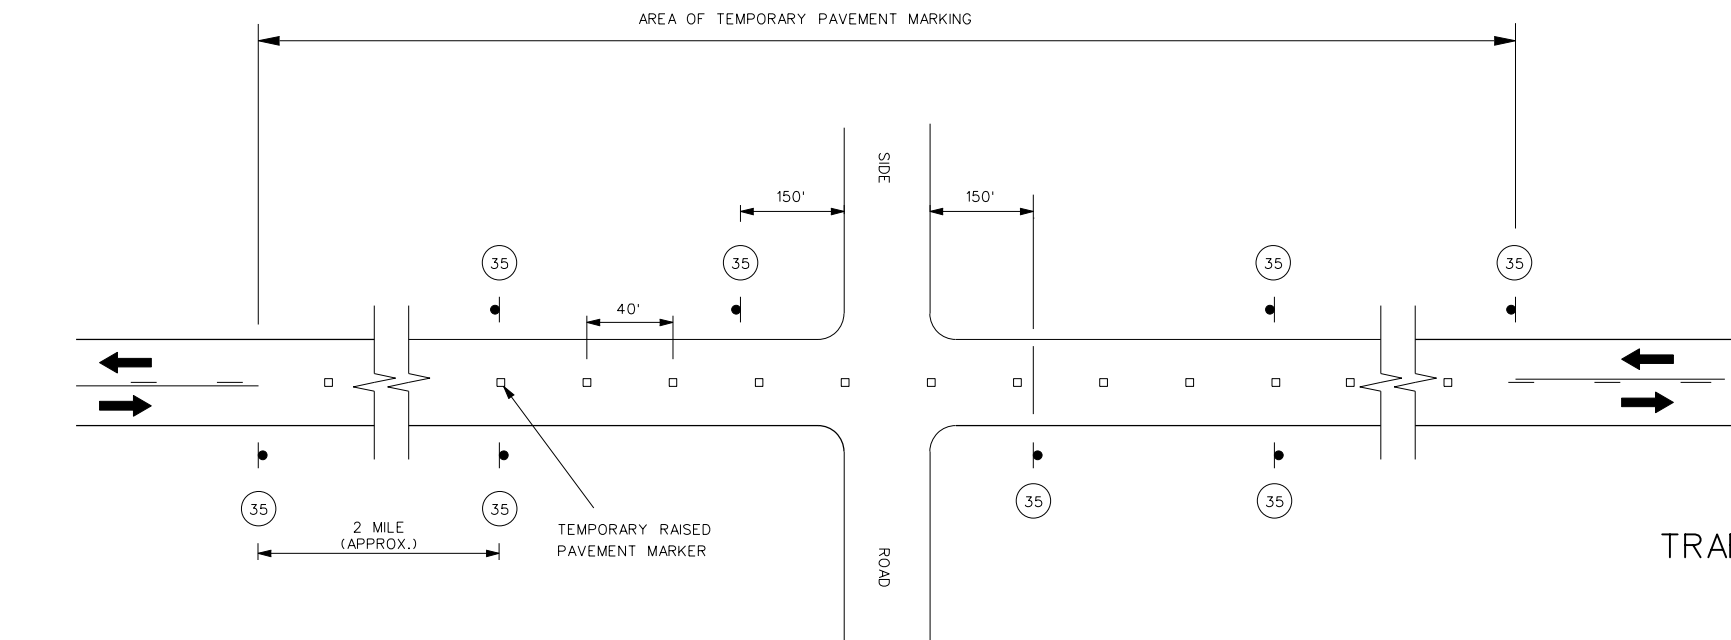 AREA OF TEMPORARY PAVEMENT MARKING
SIDE
150'
150'
35
35
35
35
40'
35
35
35
35
2 MILE
(APPROX.)
TEMPORARY RAISED
PAVEMENT MARKER
ROAD